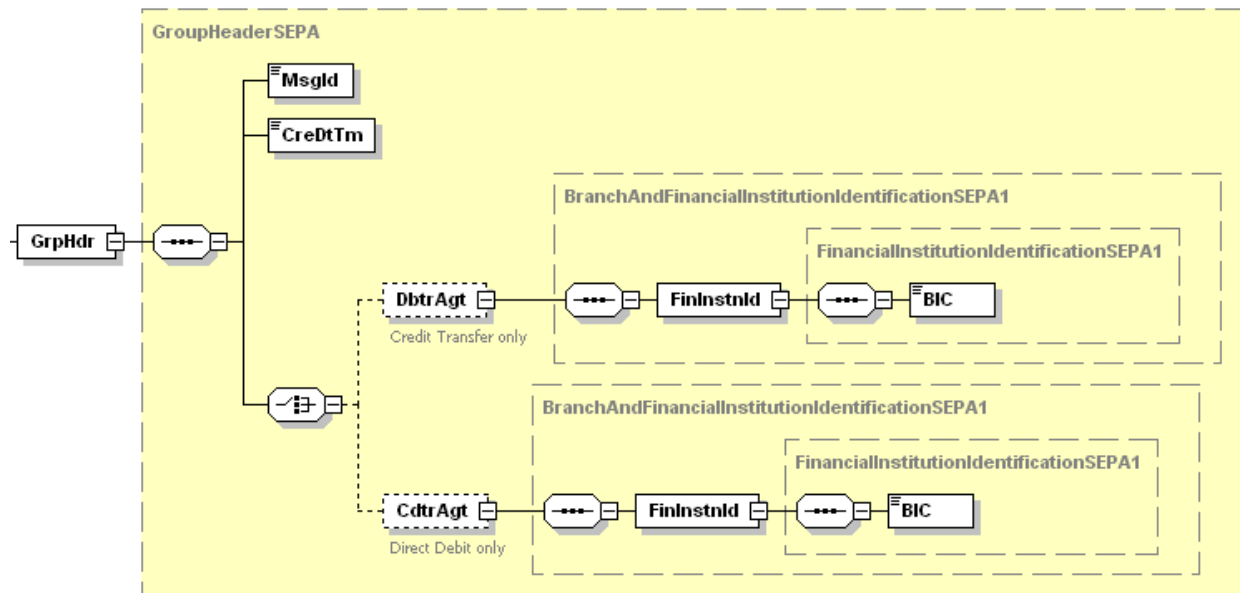 GroupHeaderSEPA
MsgId
CreDtTm
GrpHdr
BranchAndFinancialInstitutionIdentificationSEPA1
FinancialInstitutionIdentificationSEPA1
DbtrAgt
FinInstnId
BIC
Credit Transfer only
BranchAndFinancialInstitutionIdentificationSEPA1
FinancialInstitutionIdentificationSEPA1
CdtrAgt
FinInstnId
BIC
Direct Debit only